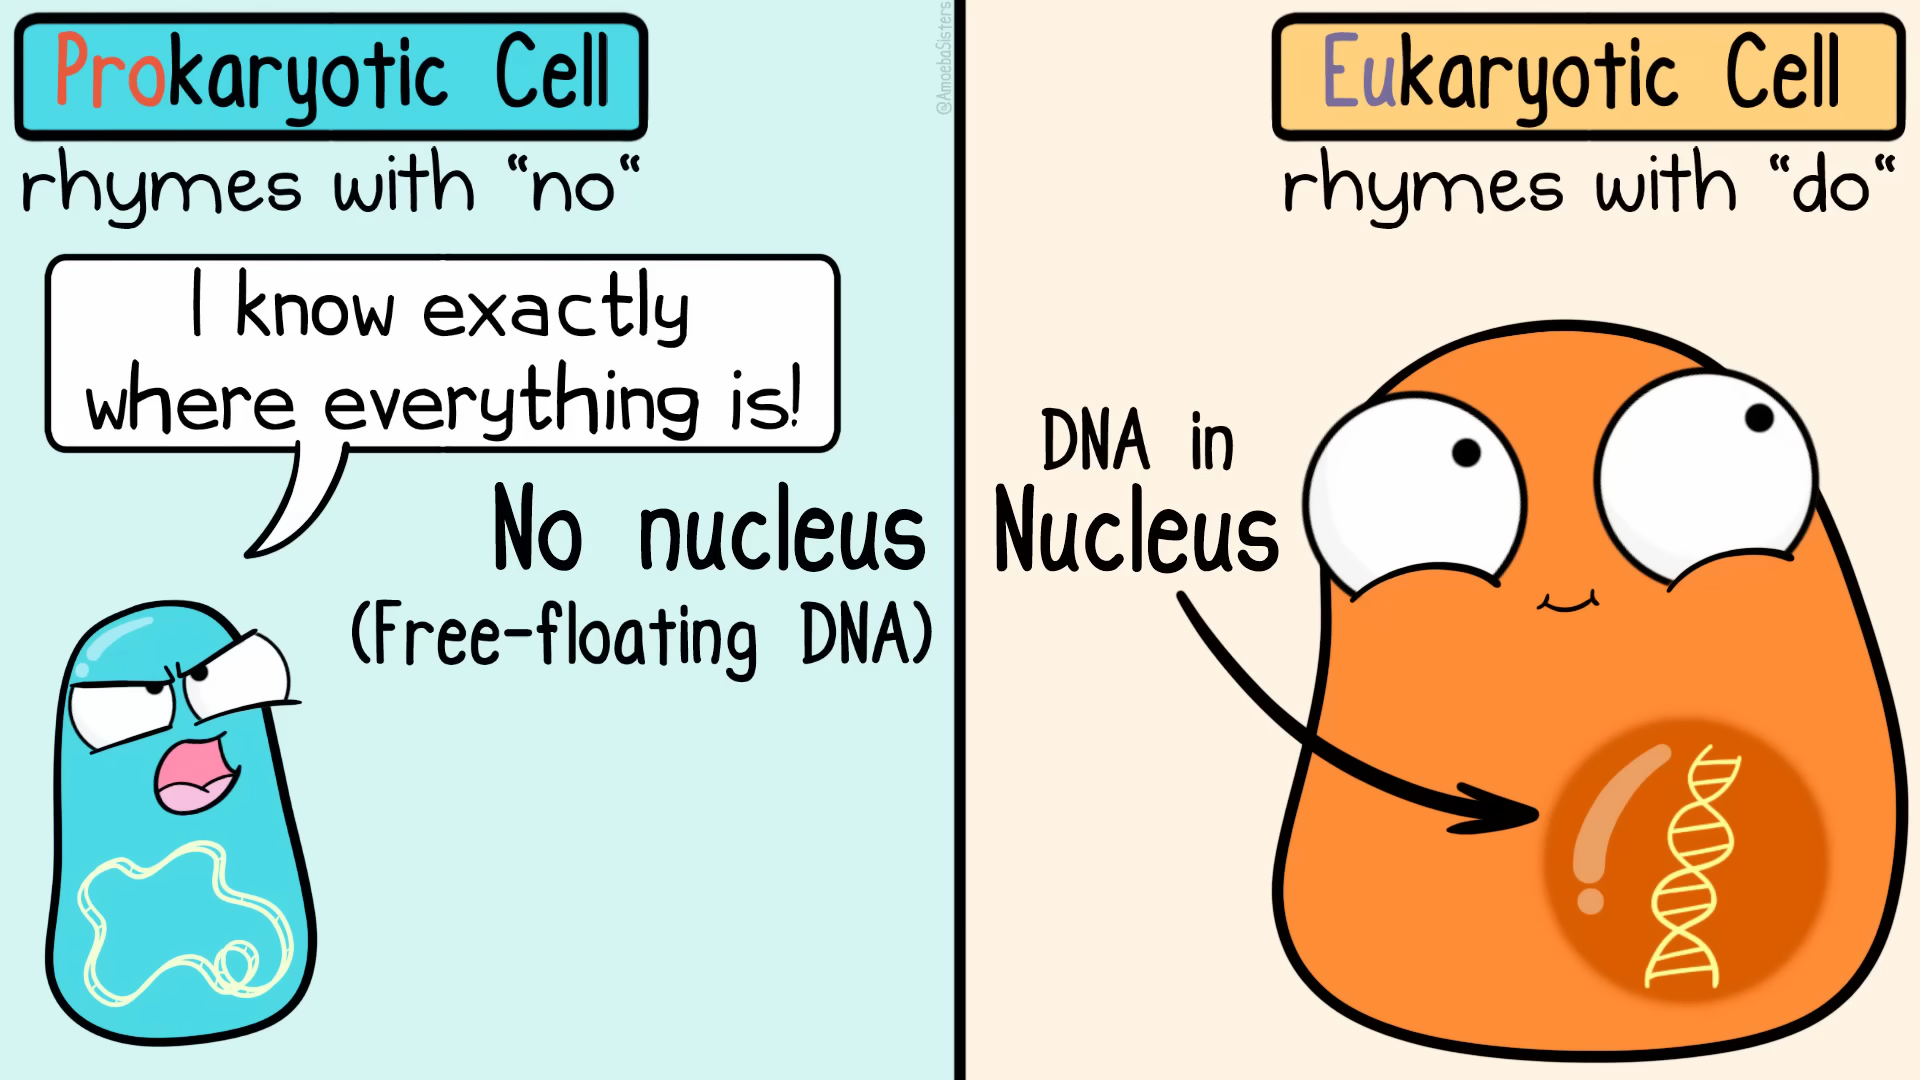 Prokaryotic Cell
rhymes with “no“
I know exactly
where everything is!
No nucleus
(Free-floating DNA)
@AmoebaSisters
Eukaryotic Cell
rhymes with “do“
DNA in
Nucleus